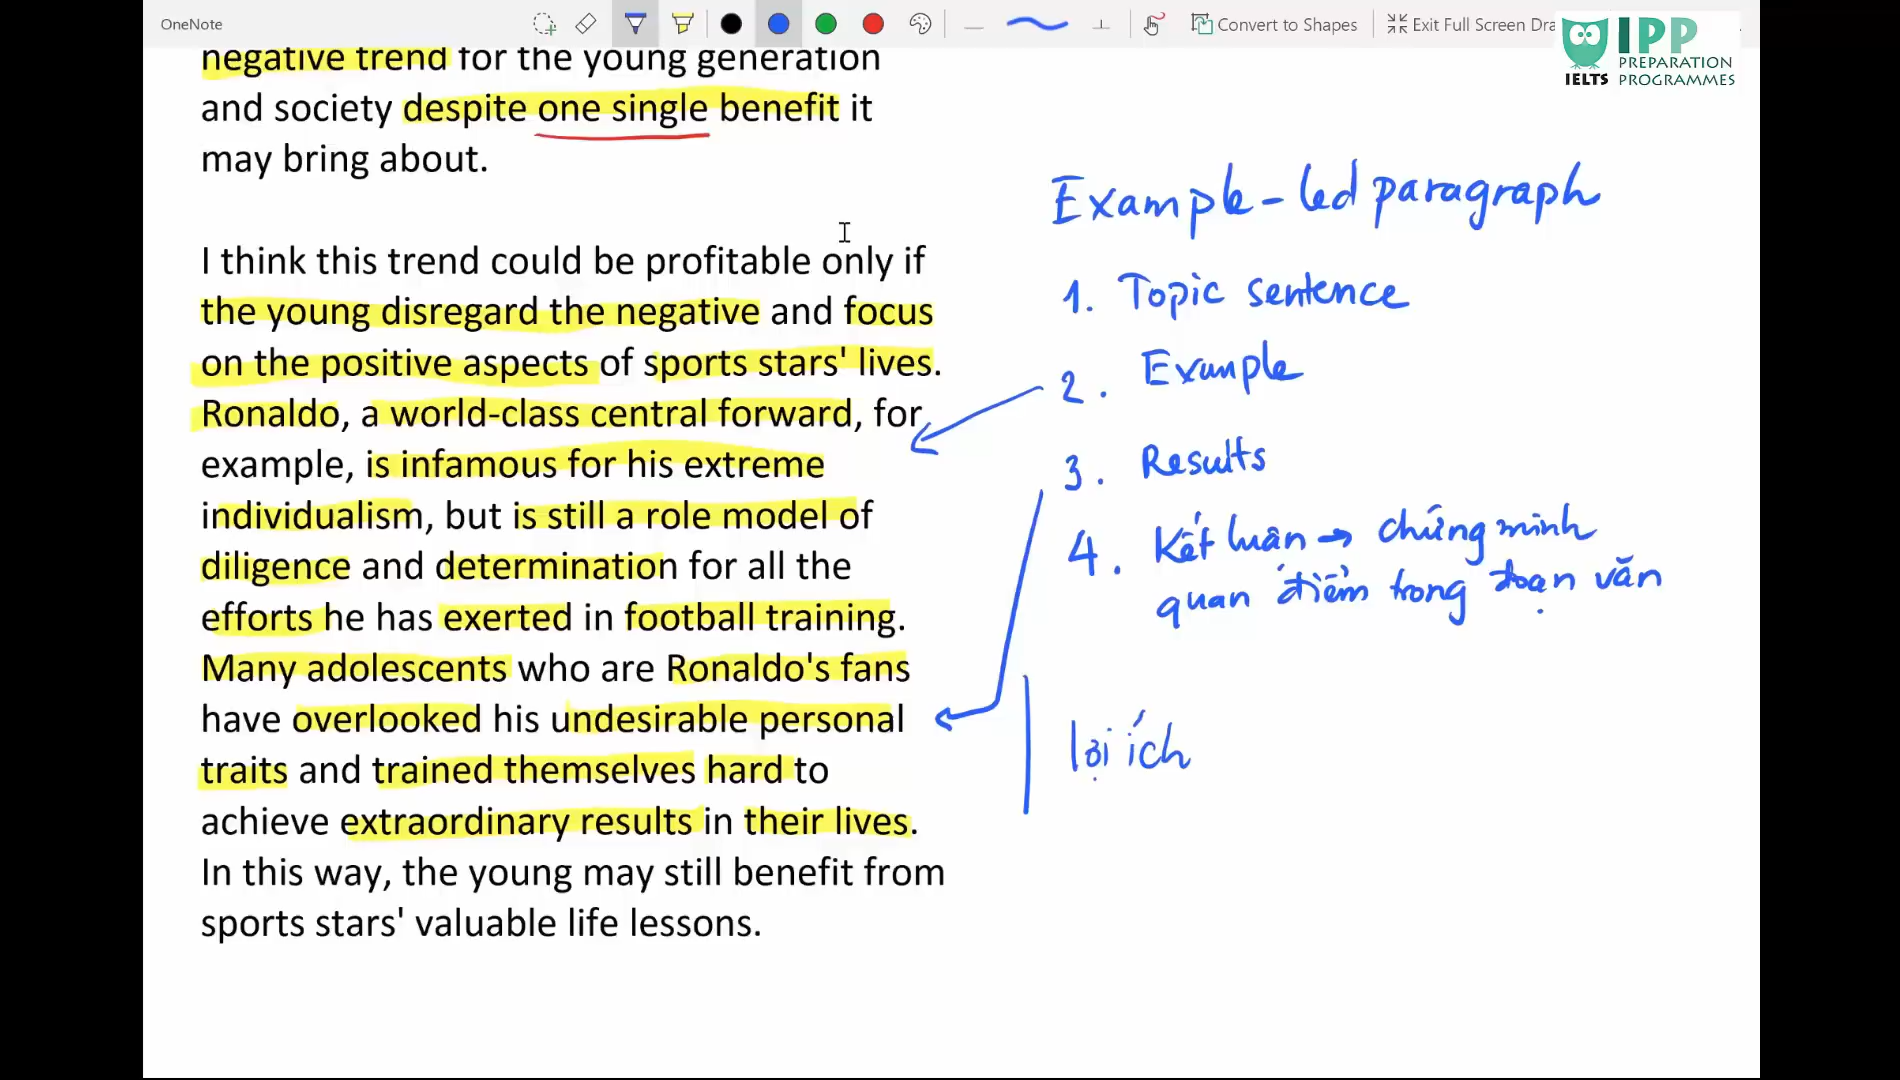 OneNote
Convert to Shapes
Exit Full Screen Dra
IPP
PREPARATION
IELTS PROGRAMMES
negative trend for the young generation
and society despite one single benefit it
may bring about.
I think this trend could be profitable only if
the young disregard the negative and focus
on the positive aspects of sports stars' lives.
Ronaldo, a world-class central forward, for
example, is infamous for his extreme
individualism, but is still a role model of
diligence and determination for all the
efforts he has exerted in football training.
Many adolescents who are Ronaldo's fans
have overlooked his undesirable personal
traits and trained themselves hard to
achieve extraordinary results in their lives.
In this way, the young may still benefit from
sports stars' valuable life lessons.
Example-led paragraph
1. Topic sentence
2. Example
3. Results
4. Kết luân → chứng minh
quan điểm trong đoạn văn
lợi ích